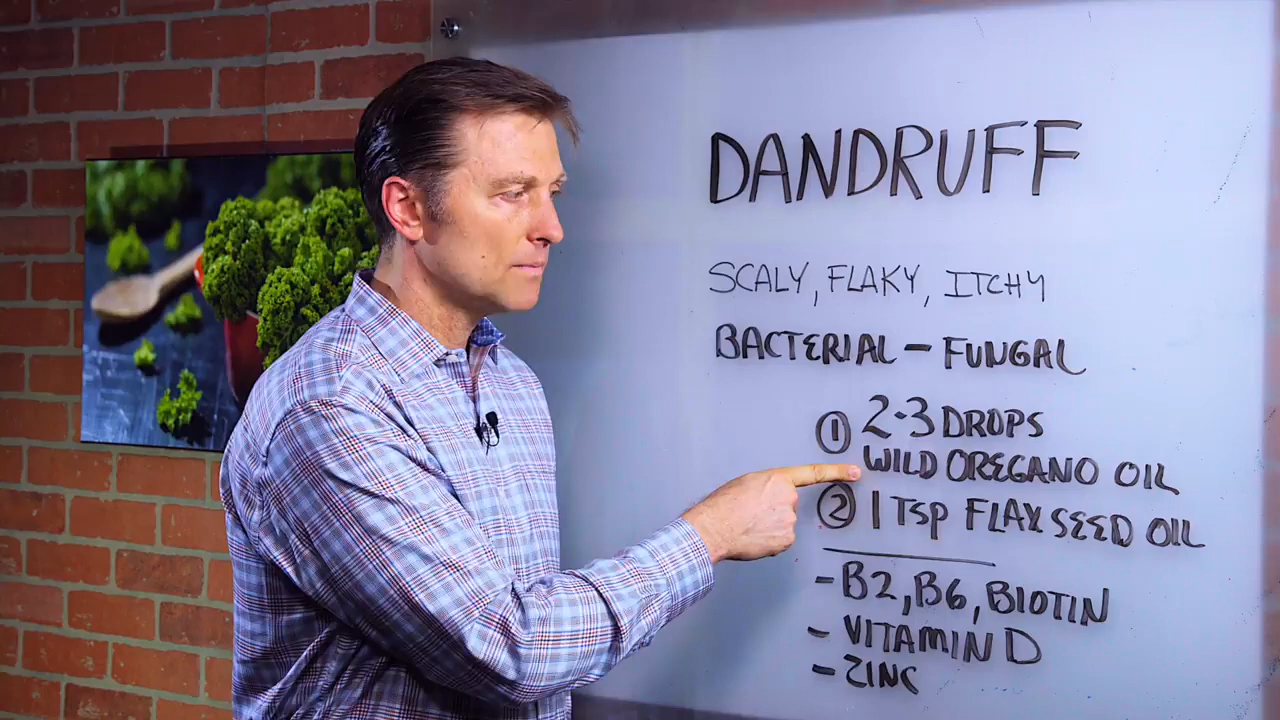 DANDRUFF
SCALY, FLAKY, ITCHY
BACTERIAL - FUNGAL
① 2-3 DROPS
WILD OREGANO OIL
② 1 TSP FLAX SEED OIL
- B2, B6, BIOTIN
- VITAMIN D
- ZINC